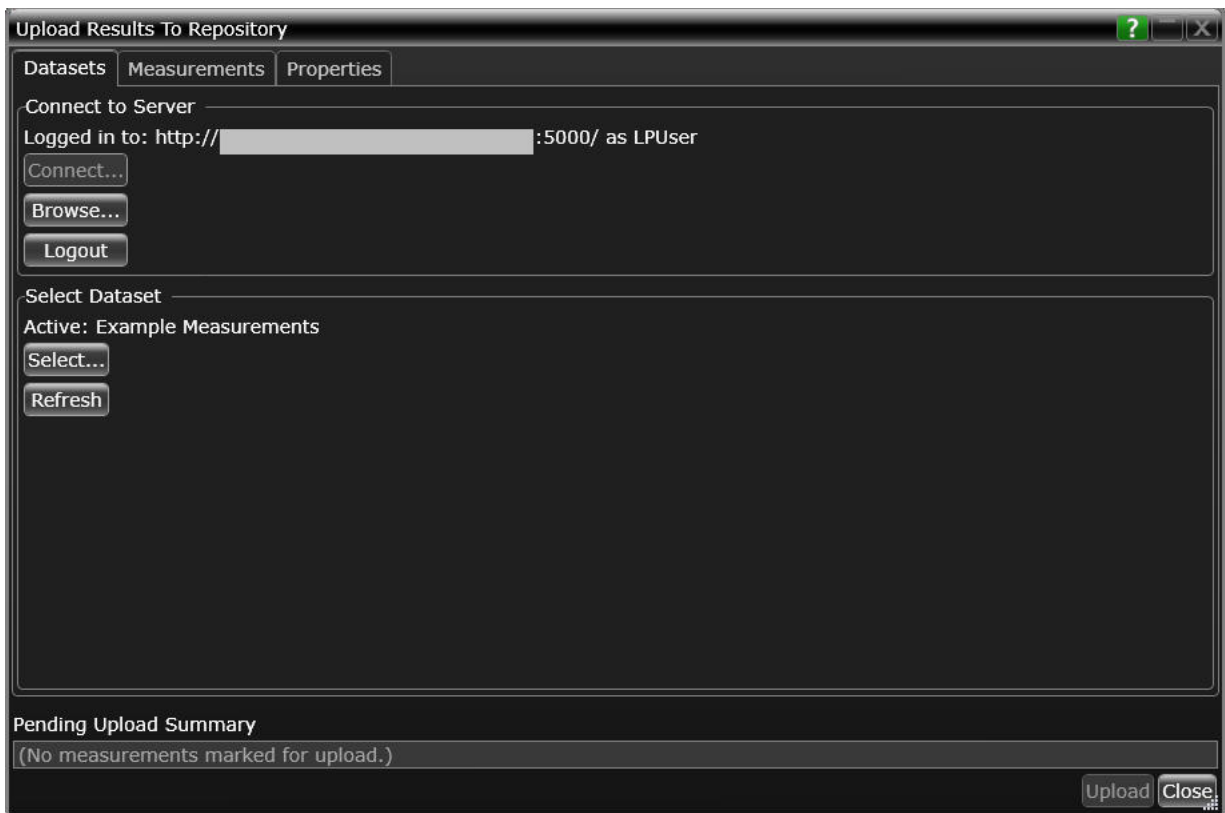 Upload Results To Repository ? X
Datasets Measurements Properties
Connect to Server
Logged in to: http:// :5000/ as LPUser
Connect...
Browse...
Logout
Select Dataset
Active: Example Measurements
Select...
Refresh
Pending Upload Summary
(No measurements marked for upload.)
Upload Close